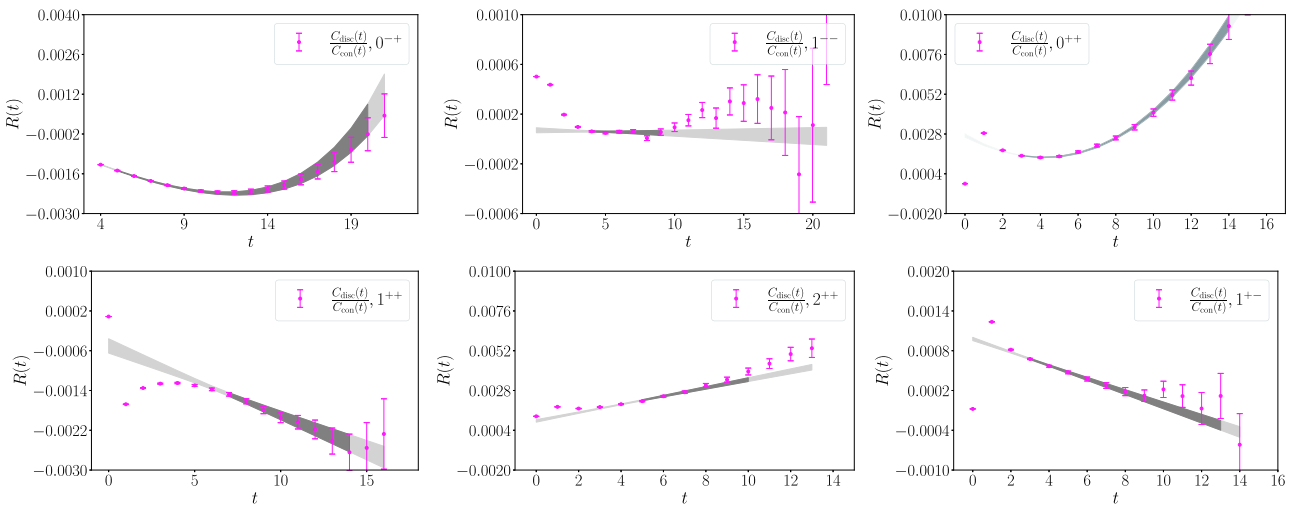 0.0040
0.0026
0.0012
−0.0002
−0.0016
−0.0030
R(t)
4 9 14 19
t
C_disc(t)/C_con(t), 0^{−+}
0.0010
0.0006
0.0002
−0.0002
−0.0006
R(t)
0 5 10 15 20
t
C_disc(t)/C_con(t), 1^{−−}
0.0100
0.0076
0.0052
0.0028
0.0004
−0.0020
R(t)
0 2 4 6 8 10 12 14 16
t
C_disc(t)/C_con(t), 0^{++}
0.0010
0.0002
−0.0006
−0.0014
−0.0022
−0.0030
R(t)
0 5 10 15
t
C_disc(t)/C_con(t), 1^{++}
0.0100
0.0076
0.0052
0.0028
0.0004
−0.0020
R(t)
0 2 4 6 8 10 12 14
t
C_disc(t)/C_con(t), 2^{++}
0.0020
0.0014
0.0008
0.0002
−0.0004
−0.0010
R(t)
0 2 4 6 8 10 12 14 16
t
C_disc(t)/C_con(t), 1^{+−}